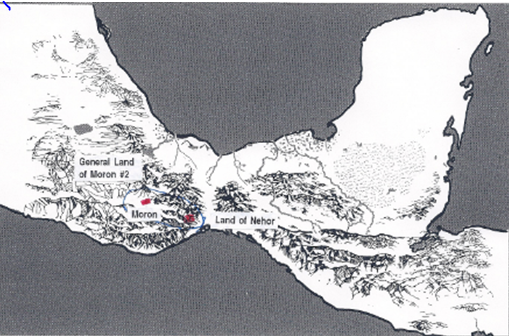 General Land
of Moron #2
Moron
Land of Nehor